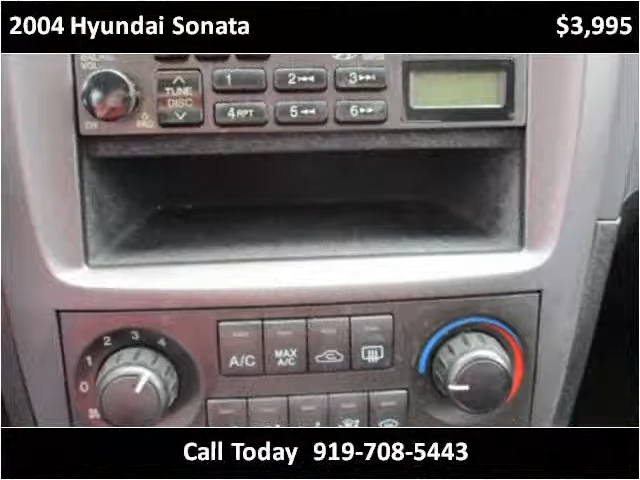 2004 Hyundai Sonata $3,995
VOL
TUNE
DISC
1 2 3
4 RPT 5 6
0 1 2 3 4
A/C MAX A/C
Call Today 919-708-5443